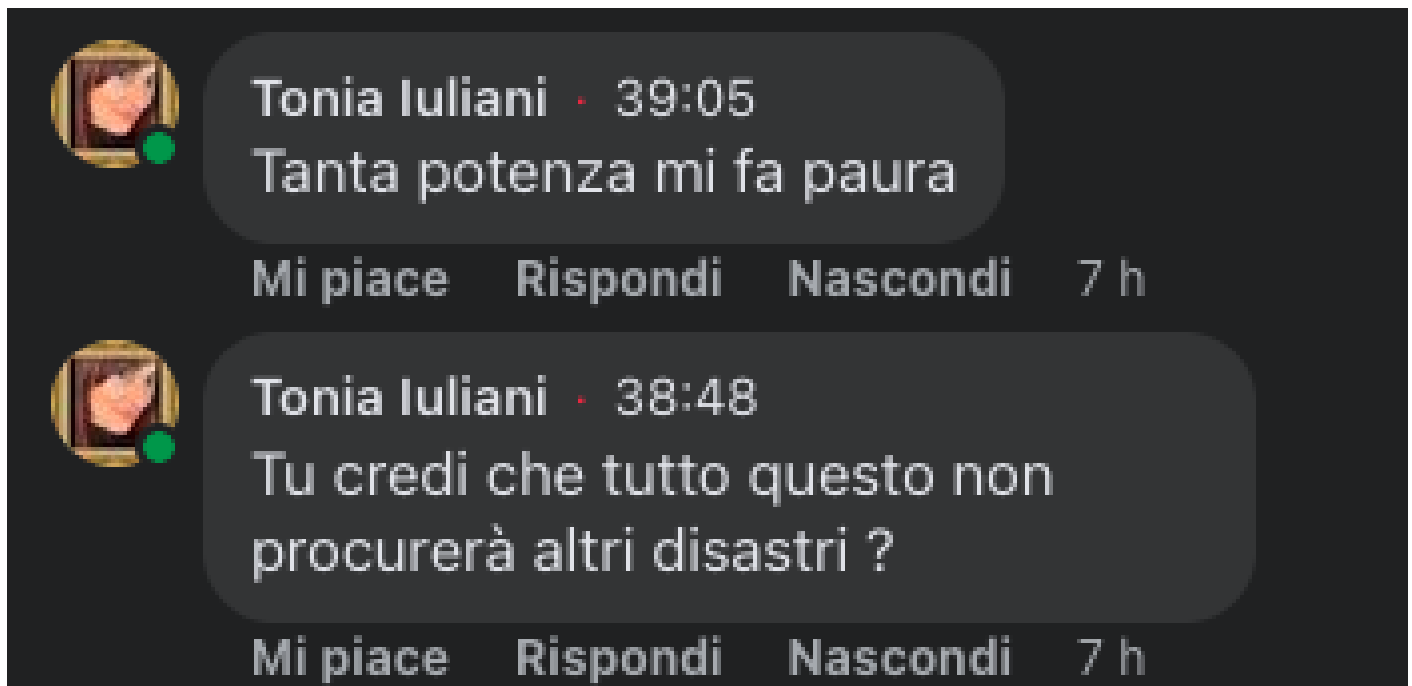 Tonia Iuliani · 39:05
Tanta potenza mi fa paura
Mi piace Rispondi Nascondi 7 h
Tonia Iuliani · 38:48
Tu credi che tutto questo non
procurerà altri disastri ?
Mi piace Rispondi Nascondi 7 h